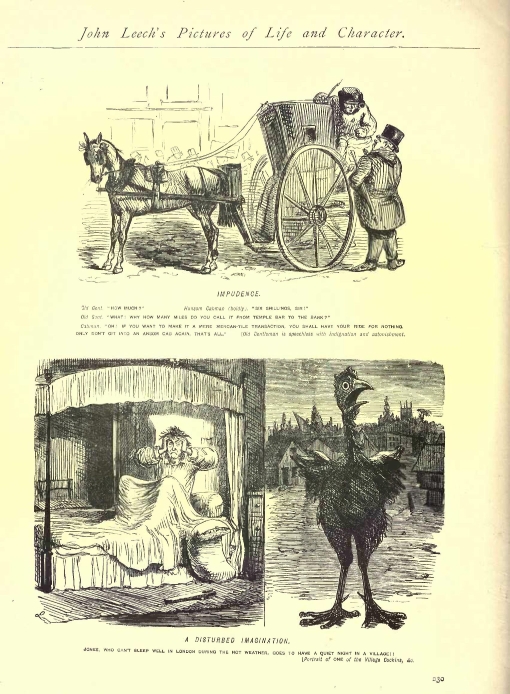 John Leech's Pictures of Life and Character.
IMPUDENCE.
Old Gent. "HOW MUCH?" Hansom Cabman (boldly). "SIX SHILLINGS, SIR!"
Old Gent. "WHAT! WHY HOW MANY MILES DO YOU CALL IT FROM TEMPLE BAR TO THE BANK?"
Cabman. "OH! IF YOU WANT TO MAKE IT A MERE MERCAN-TILE TRANSACTION, YOU SHALL HAVE YOUR RIDE FOR NOTHING.
ONLY DON'T GIT INTO AN ANSOM CAB AGAIN, THAT'S ALL." (Old Gentleman is speechless with indignation and astonishment.
A DISTURBED IMAGINATION.
JONES, WHO CAN'T SLEEP WELL IN LONDON DURING THE HOT WEATHER, GOES TO HAVE A QUIET NIGHT IN A VILLAGE!!
(Portrait of ONE of the Village Cockins, &c.
230